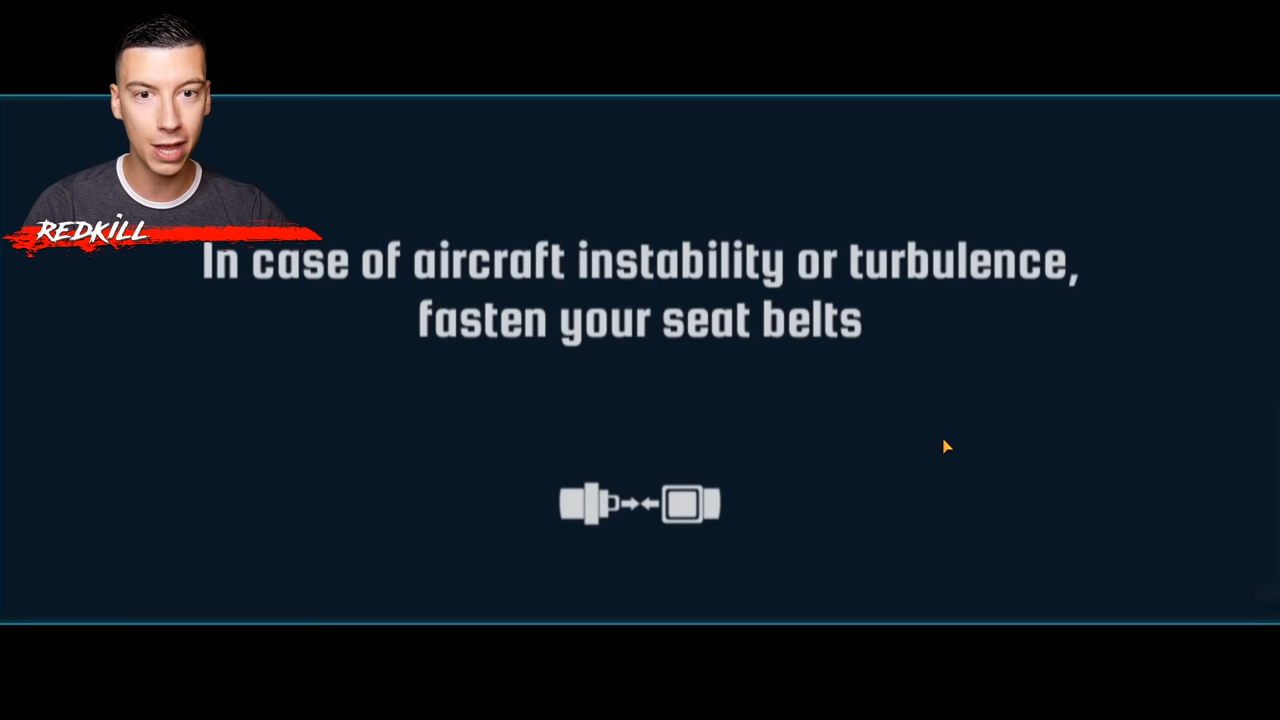 REDKILL
In case of aircraft instability or turbulence,
fasten your seat belts